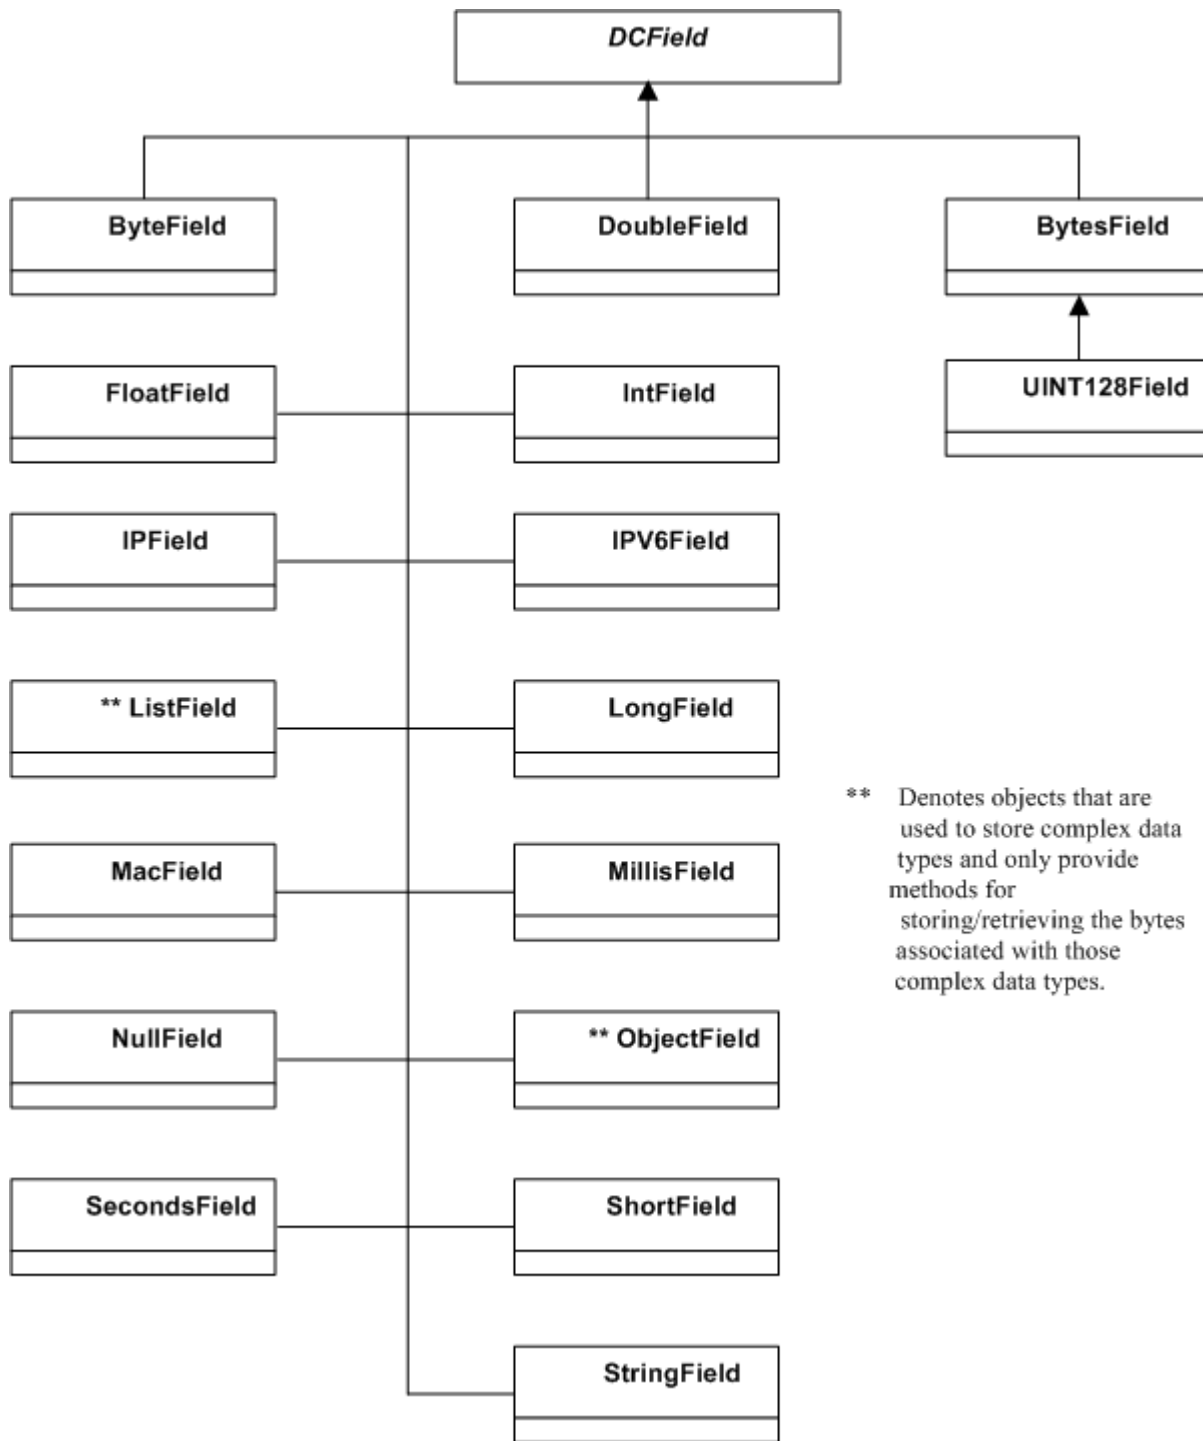 DCField
ByteField
DoubleField
BytesField
FloatField
IntField
UINT128Field
IPField
IPV6Field
** ListField
LongField
** Denotes objects that are
used to store complex data
types and only provide
methods for
storing/retrieving the bytes
associated with those
complex data types.
MacField
MillisField
NullField
** ObjectField
SecondsField
ShortField
StringField